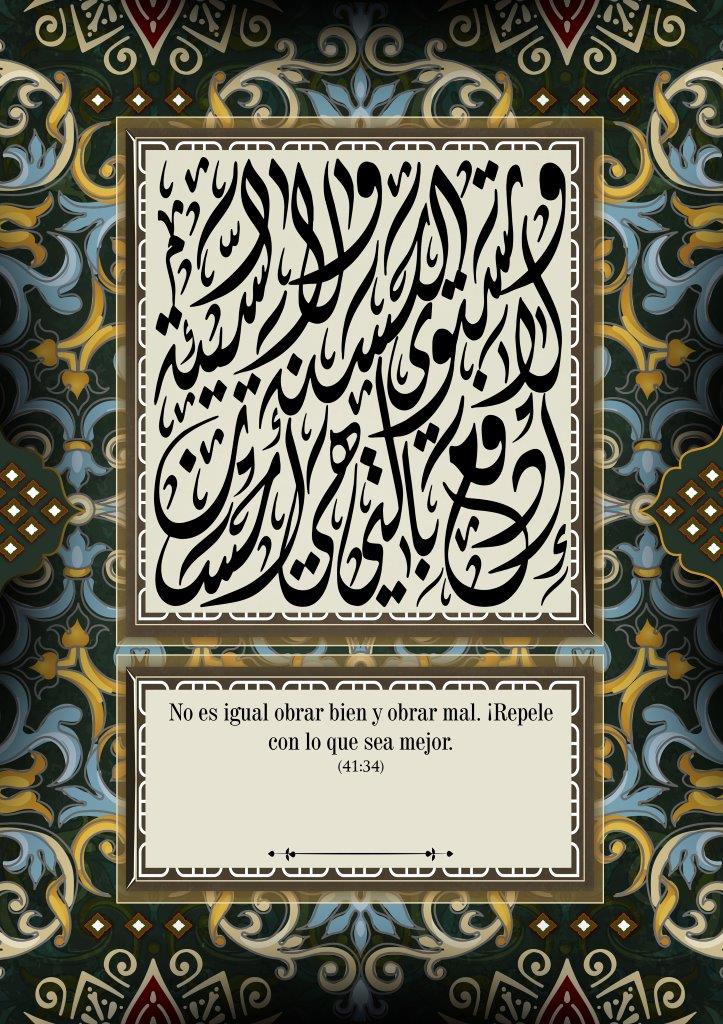 ولا تستوي الحسنة ولا السيئة
إدفع بالتي هي أحسن
No es igual obrar bien y obrar mal. ¡Repele
con lo que sea mejor.
(41:34)